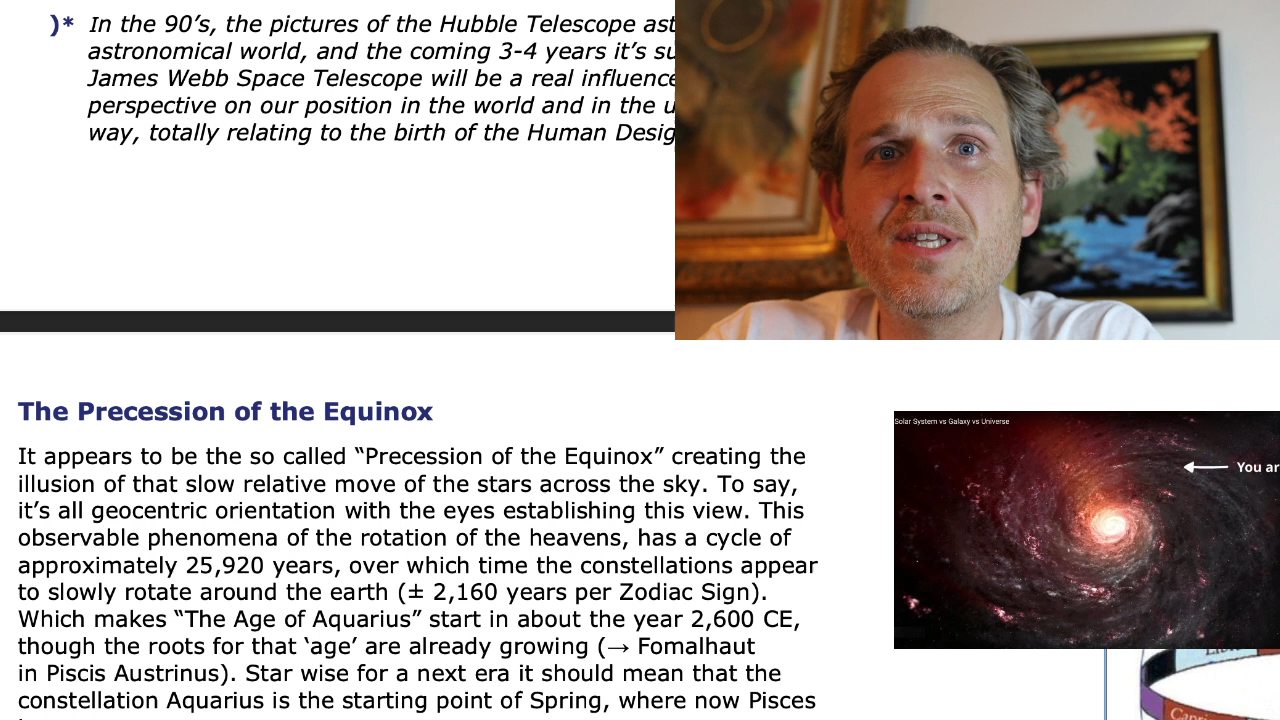 )* In the 90’s, the pictures of the Hubble Telescope
astronomical world, and the coming 3-4 years it’s
James Webb Space Telescope will be a real influence
perspective on our position in the world and in the
way, totally relating to the birth of the Human
The Precession of the Equinox
It appears to be the so called “Precession of the Equinox” creating the
illusion of that slow relative move of the stars across the sky. To say,
it’s all geocentric orientation with the eyes establishing this view. This
observable phenomena of the rotation of the heavens, has a cycle of
approximately 25,920 years, over which time the constellations appear
to slowly rotate around the earth (± 2,160 years per Zodiac Sign).
Which makes “The Age of Aquarius” start in about the year 2,600 CE,
though the roots for that ‘age’ are already growing (→ Fomalhaut
in Piscis Austrinus). Star wise for a next era it should mean that the
constellation Aquarius is the starting point of Spring, where now Pisces
Solar System vs Galaxy vs Universe
You